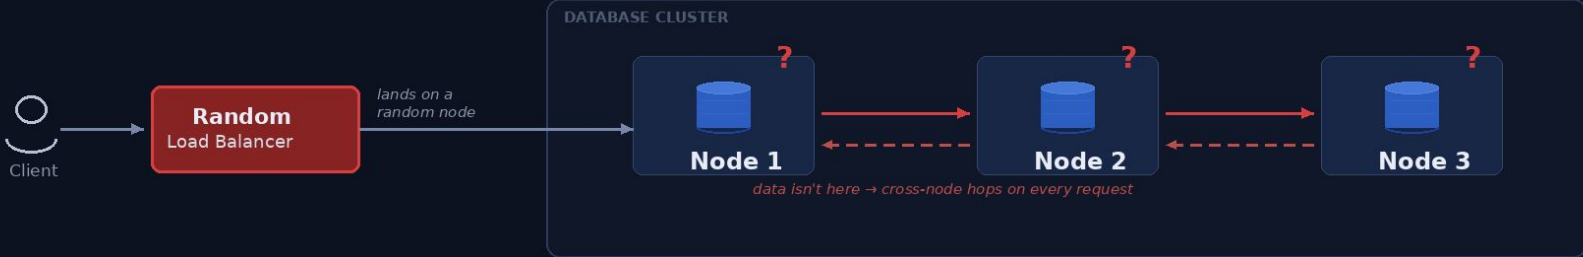 DATABASE CLUSTER
?
?
?
lands on a
random node
Random
Load Balancer
Client
Node 1
Node 2
Node 3
data isn't here → cross-node hops on every request